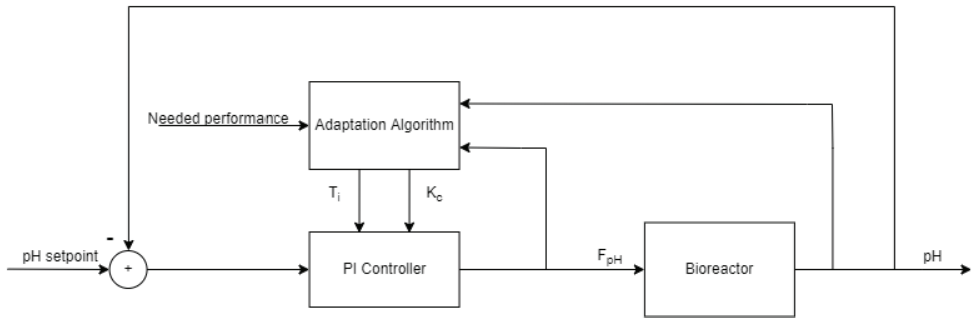 Needed performance
Adaptation Algorithm
Ti
Kc
-
pH setpoint
+
PI Controller
FpH
Bioreactor
pH